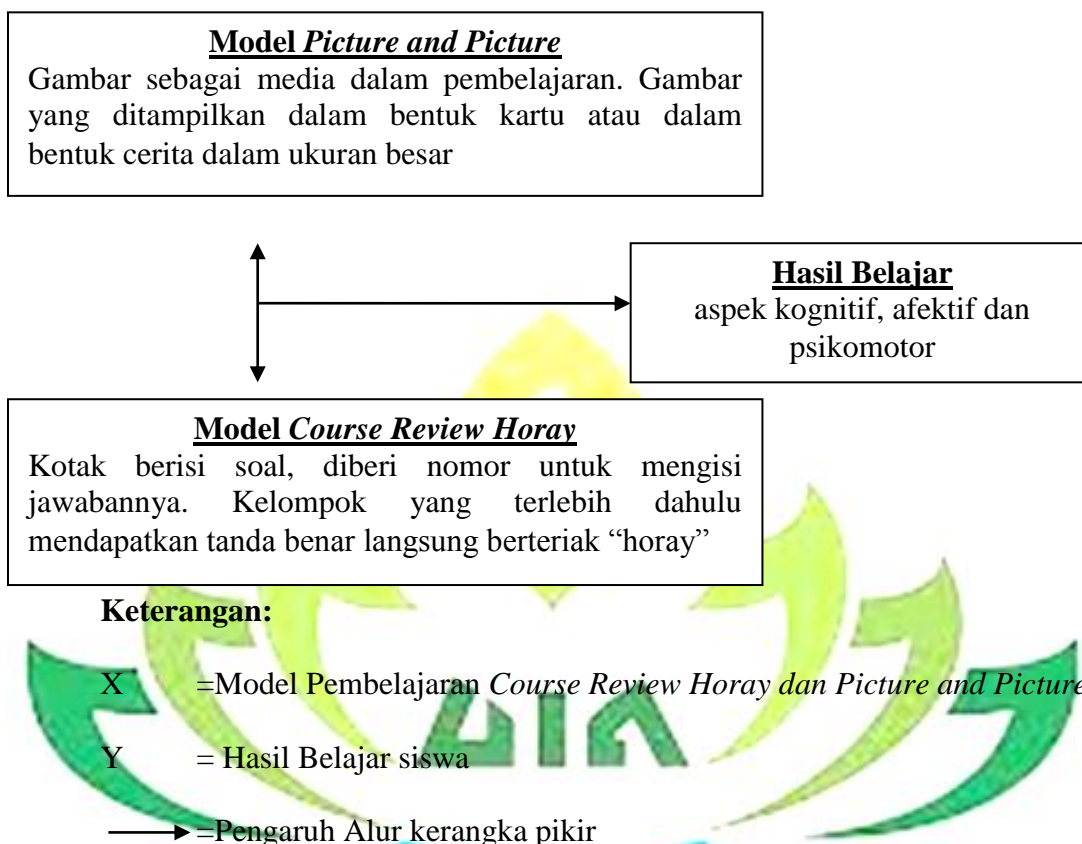 Model Picture and Picture
Gambar sebagai media dalam pembelajaran. Gambar
yang ditampilkan dalam bentuk kartu atau dalam
bentuk cerita dalam ukuran besar
Hasil Belajar
aspek kognitif, afektif dan
psikomotor
Model Course Review Horay
Kotak berisi soal, diberi nomor untuk mengisi
jawabannya. Kelompok yang terlebih dahulu
mendapatkan tanda benar langsung berteriak “horay”
Keterangan:
X =Model Pembelajaran Course Review Horay dan Picture and Picture
Y = Hasil Belajar siswa
=Pengaruh Alur kerangka pikir